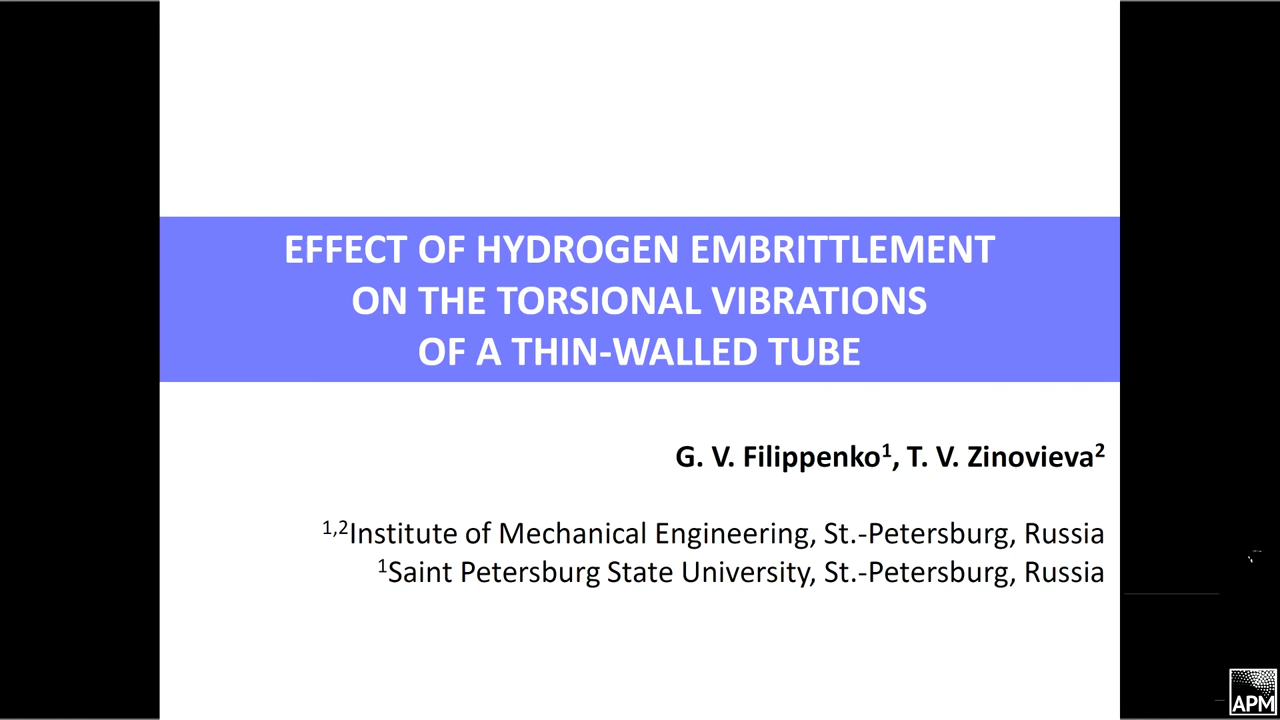 EFFECT OF HYDROGEN EMBRITTLEMENT
ON THE TORSIONAL VIBRATIONS
OF A THIN-WALLED TUBE
G. V. Filippenko¹, T. V. Zinovieva²
¹,²Institute of Mechanical Engineering, St.-Petersburg, Russia
¹Saint Petersburg State University, St.-Petersburg, Russia
APM